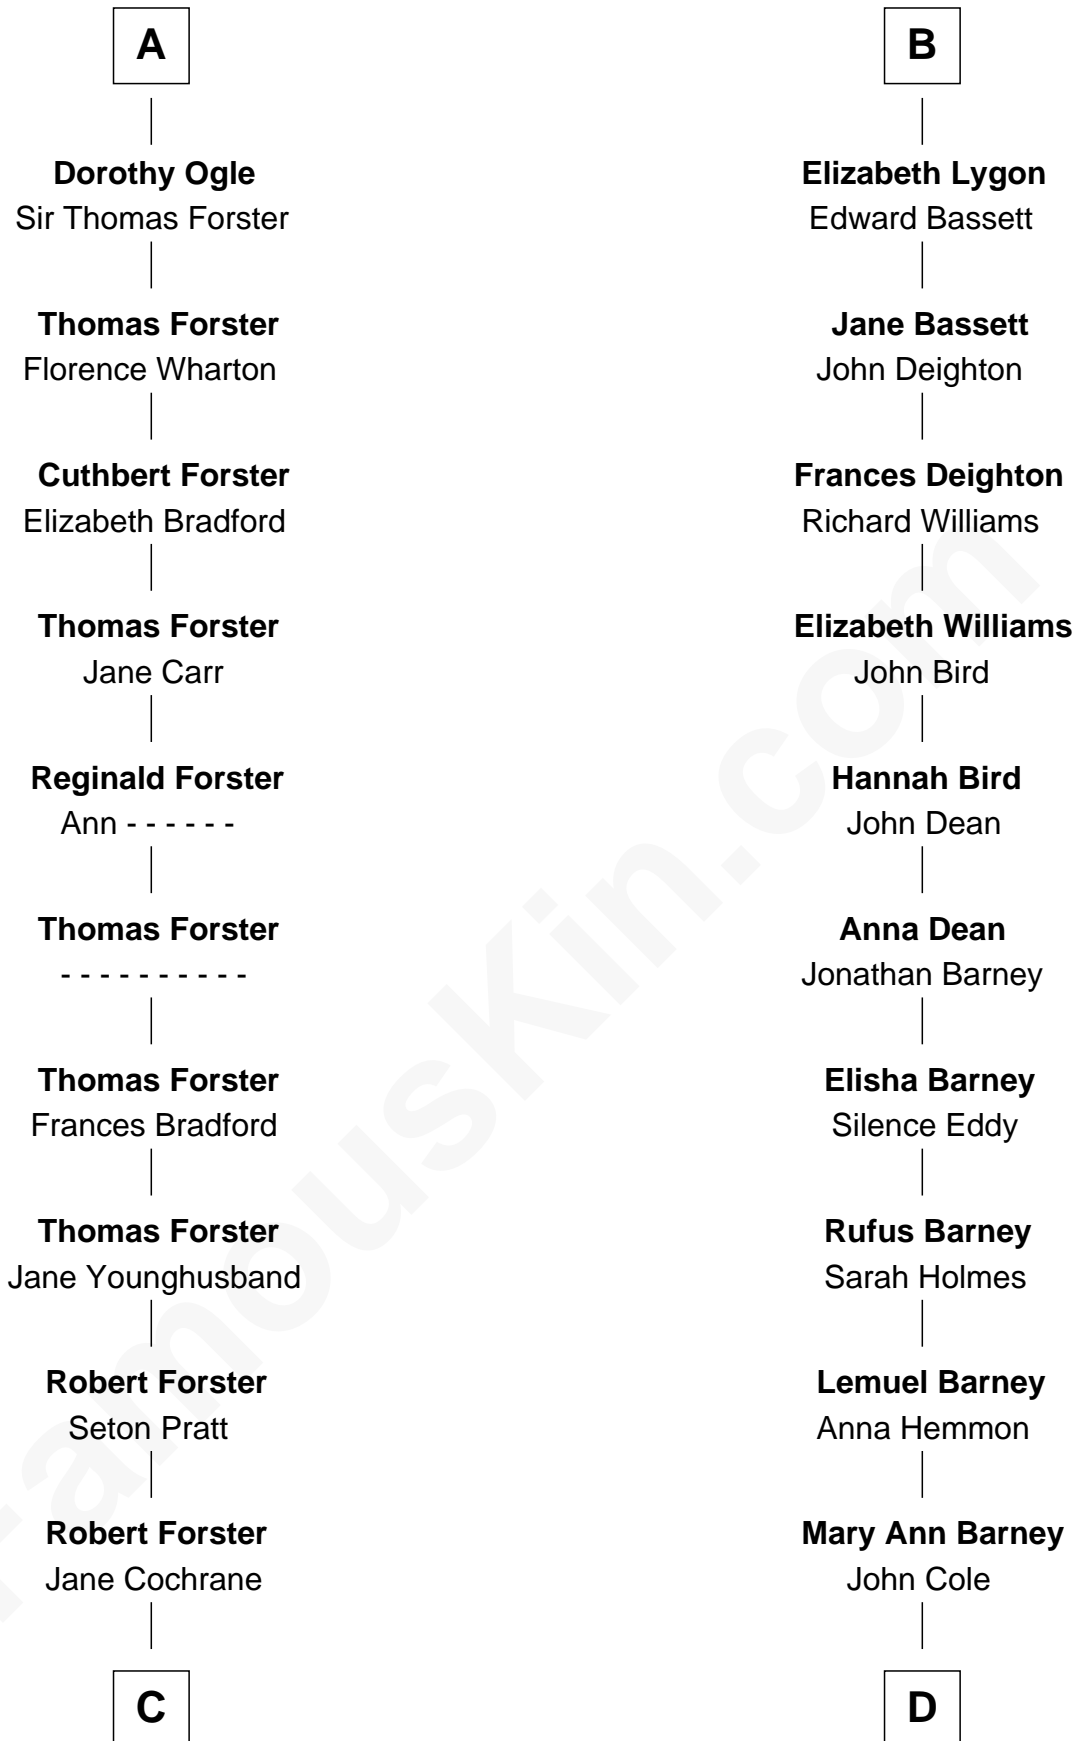 A
Dorothy Ogle
Sir Thomas Forster
Thomas Forster
Florence Wharton
Cuthbert Forster
Elizabeth Bradford
Thomas Forster
Jane Carr
Reginald Forster
Ann - - - - - -
Thomas Forster
- - - - - - - - - -
Thomas Forster
Frances Bradford
Thomas Forster
Jane Younghusband
Robert Forster
Seton Pratt
Robert Forster
Jane Cochrane
C
B
Elizabeth Lygon
Edward Bassett
Jane Bassett
John Deighton
Frances Deighton
Richard Williams
Elizabeth Williams
John Bird
Hannah Bird
John Dean
Anna Dean
Jonathan Barney
Elisha Barney
Silence Eddy
Rufus Barney
Sarah Holmes
Lemuel Barney
Anna Hemmon
Mary Ann Barney
John Cole
D
FamousKin.com